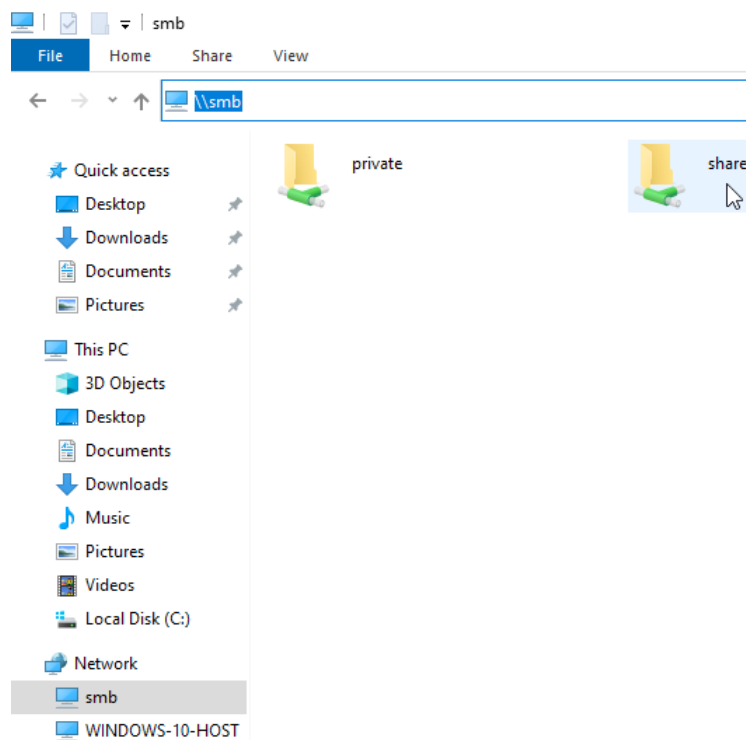 smb
File Home Share View
\\smb
private share
Quick access
Desktop
Downloads
Documents
Pictures
This PC
3D Objects
Desktop
Documents
Downloads
Music
Pictures
Videos
Local Disk (C:)
Network
smb
WINDOWS-10-HOST